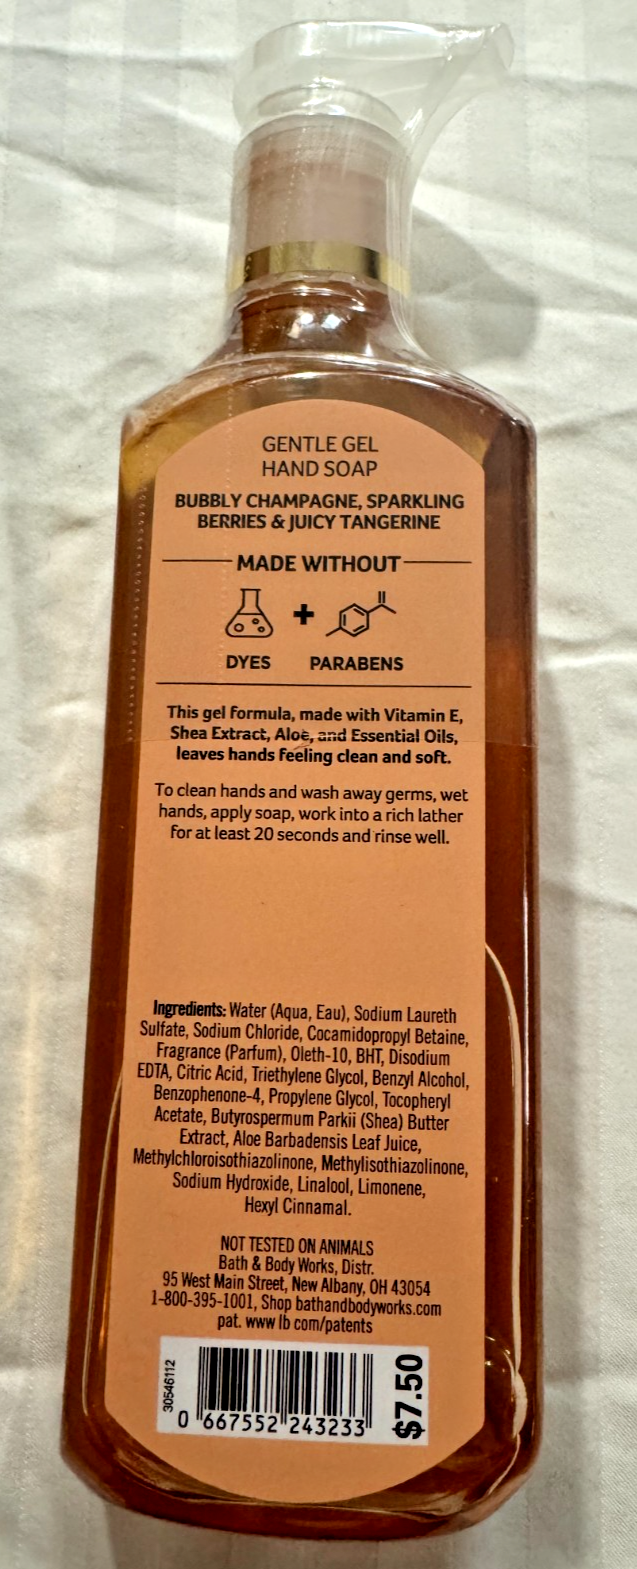 GENTLE GEL
HAND SOAP
BUBBLY CHAMPAGNE, SPARKLING
BERRIES & JUICY TANGERINE
MADE WITHOUT
+
DYES PARABENS
This gel formula, made with Vitamin E,
Shea Extract, Aloe, and Essential Oils,
leaves hands feeling clean and soft.
To clean hands and wash away germs, wet
hands, apply soap, work into a rich lather
for at least 20 seconds and rinse well.
Ingredients: Water (Aqua, Eau), Sodium Laureth
Sulfate, Sodium Chloride, Cocamidopropyl Betaine,
Fragrance (Parfum), Oleth-10, BHT, Disodium
EDTA, Citric Acid, Triethylene Glycol, Benzyl Alcohol,
Benzophenone-4, Propylene Glycol, Tocopheryl
Acetate, Butyrospermum Parkii (Shea) Butter
Extract, Aloe Barbadensis Leaf Juice,
Methylchloroisothiazolinone, Methylisothiazolinone,
Sodium Hydroxide, Linalool, Limonene,
Hexyl Cinnamal.
NOT TESTED ON ANIMALS
Bath & Body Works, Distr.
95 West Main Street, New Albany, OH 43054
1-800-395-1001, Shop bathandbodyworks.com
pat. www lb com/patents
30546112
0 667552 243233
$7.50